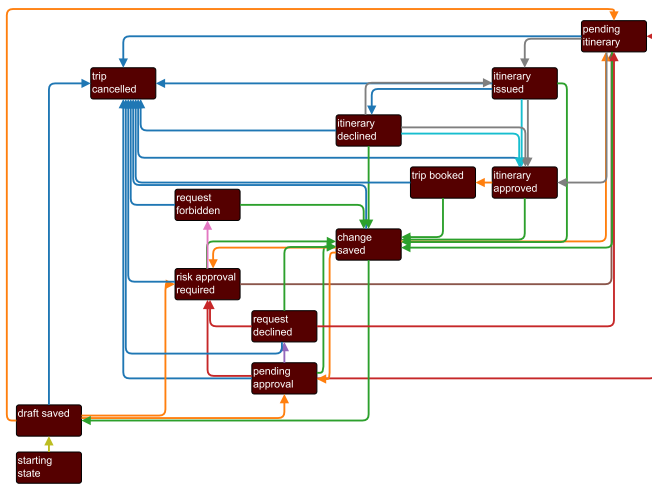 pending
itinerary
trip
cancelled
itinerary
issued
itinerary
declined
trip booked
itinerary
approved
request
forbidden
change
saved
risk approval
required
request
declined
pending
approval
draft saved
starting
state